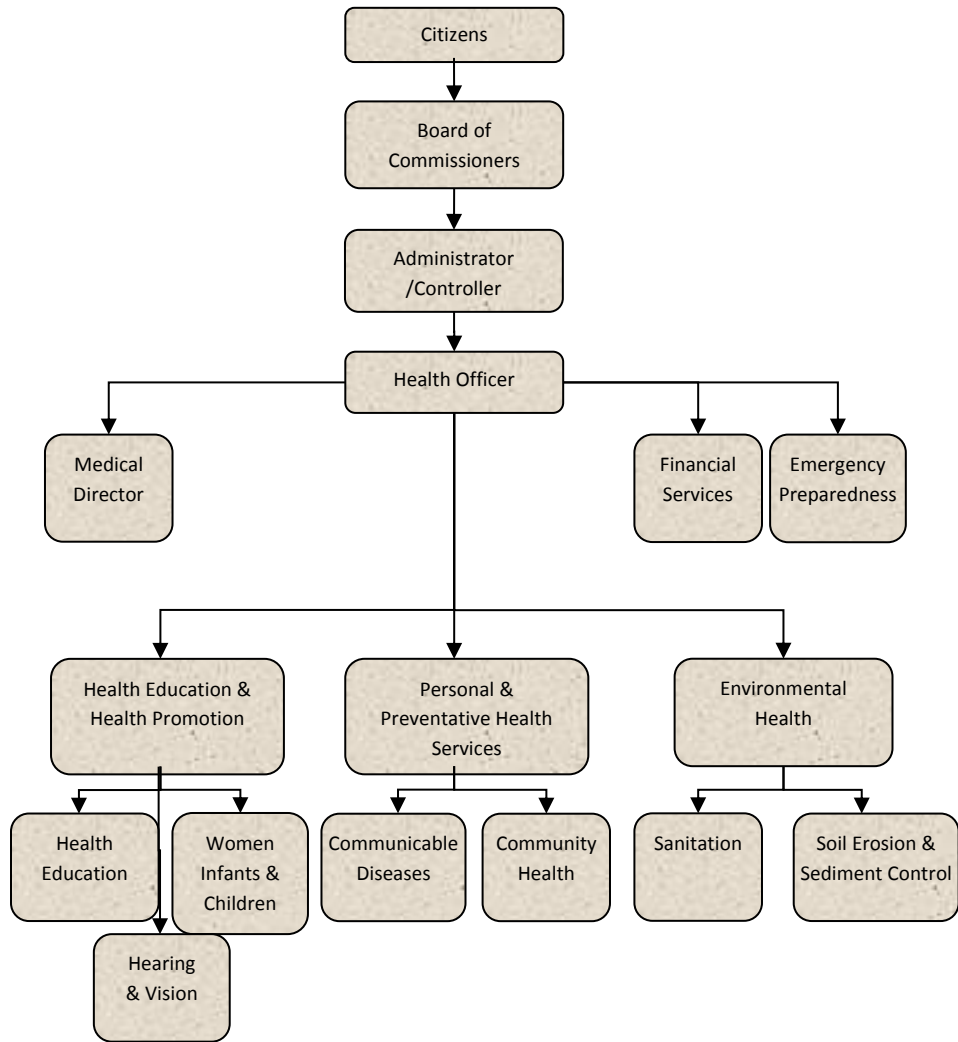 Citizens
Board of
Commissioners
Administrator
/Controller
Health Officer
Medical
Director
Financial
Services
Emergency
Preparedness
Health Education &
Health Promotion
Personal &
Preventative Health
Services
Environmental
Health
Health
Education
Women
Infants &
Children
Communicable
Diseases
Community
Health
Sanitation
Soil Erosion &
Sediment Control
Hearing
& Vision